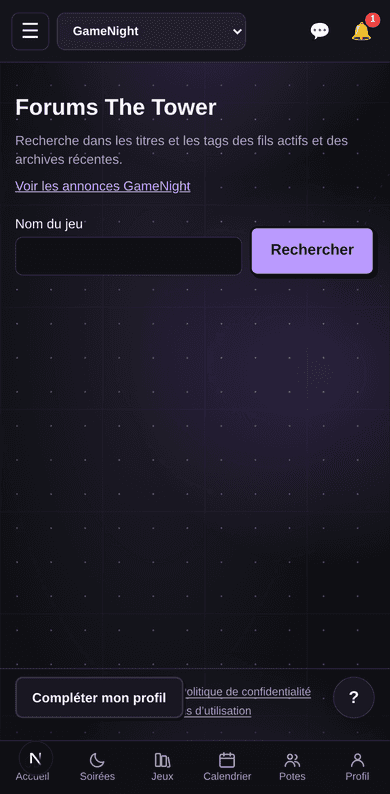 GameNight
1
Forums The Tower
Recherche dans les titres et les tags des fils actifs et des
archives récentes.
Voir les annonces GameNight
Nom du jeu
Rechercher
Compléter mon profil
olitique de confidentialité
d'utilisation
?
N
Accueil
Soirées
Jeux
Calendrier
Potes
Profil